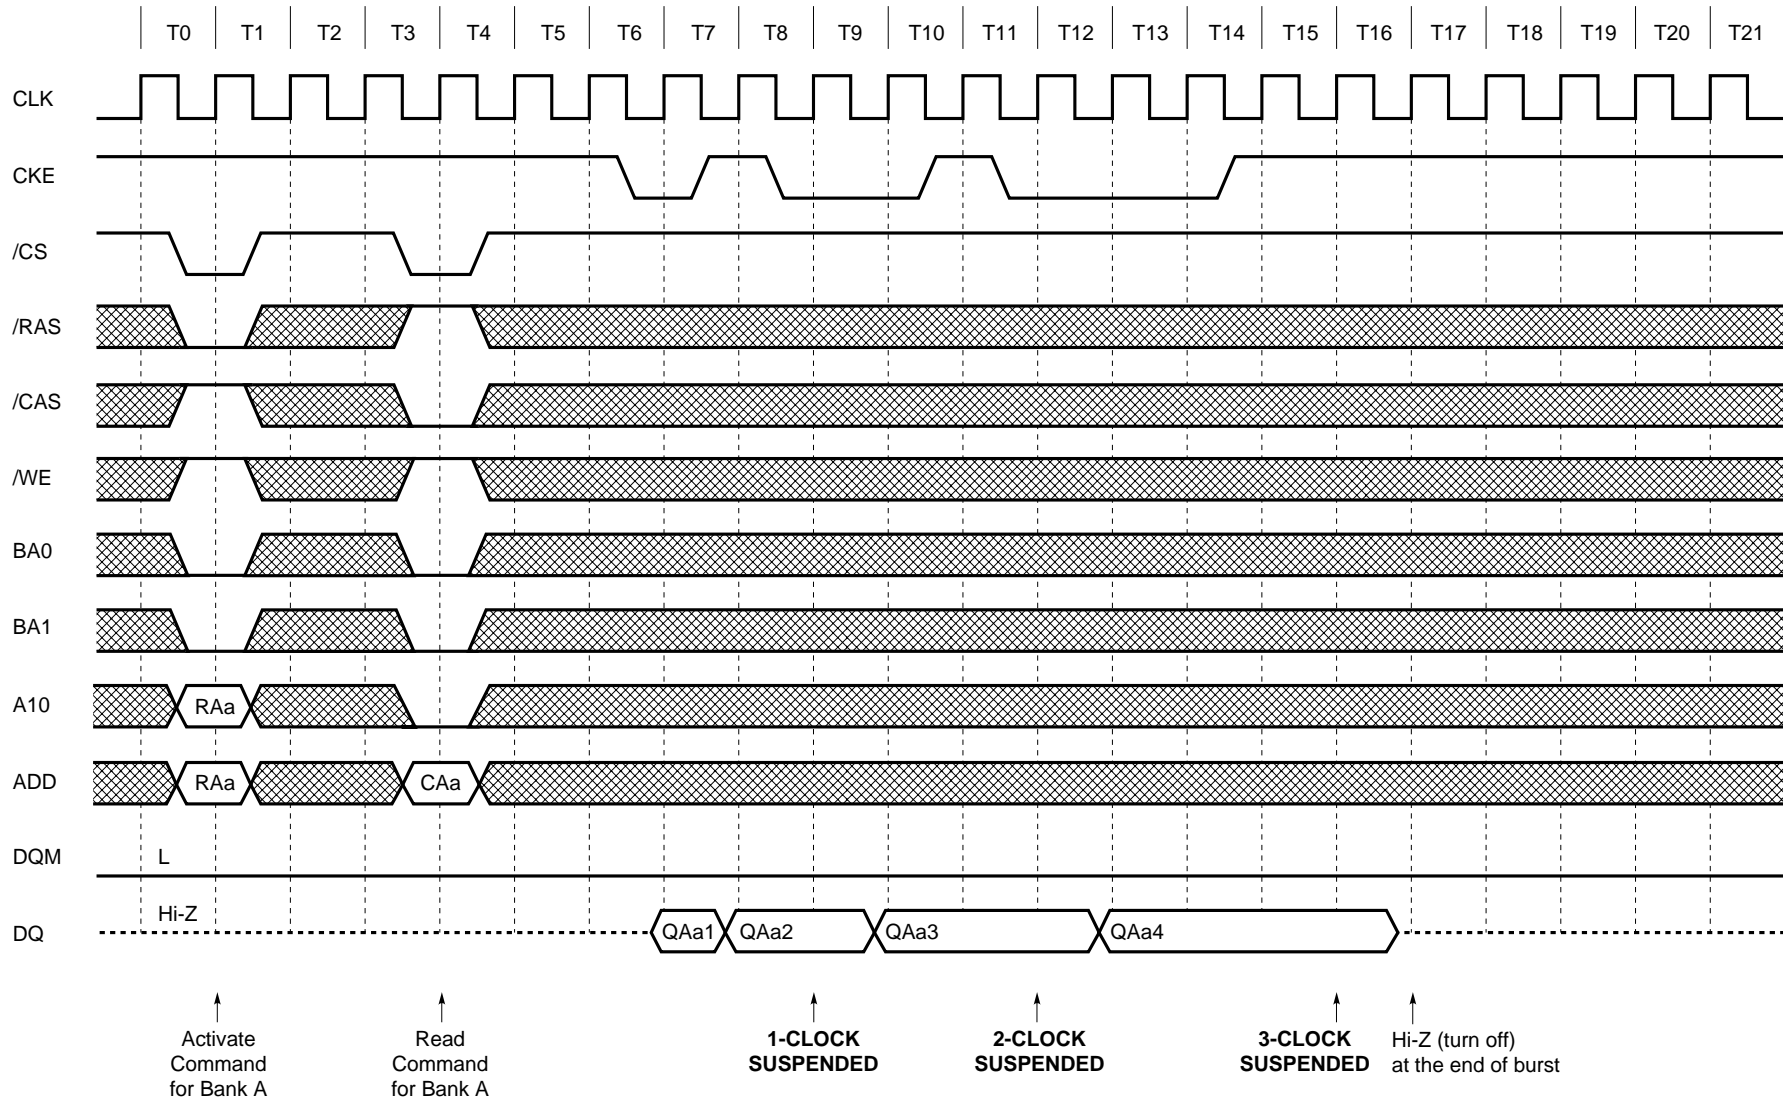 T0 T1 T2 T3 T4 T5 T6 T7 T8 T9 T10 T11 T12 T13 T14 T15 T16 T17 T18 T19 T20 T21
CLK
CKE
/CS
/RAS
/CAS
/WE
BA0
BA1
A10 RAa
ADD RAa CAa
DQM L
Hi-Z
DQ QAa1 QAa2 QAa3 QAa4
Activate
Command
for Bank A
Read
Command
for Bank A
1-CLOCK
SUSPENDED
2-CLOCK
SUSPENDED
3-CLOCK
SUSPENDED
Hi-Z (turn off)
at the end of burst